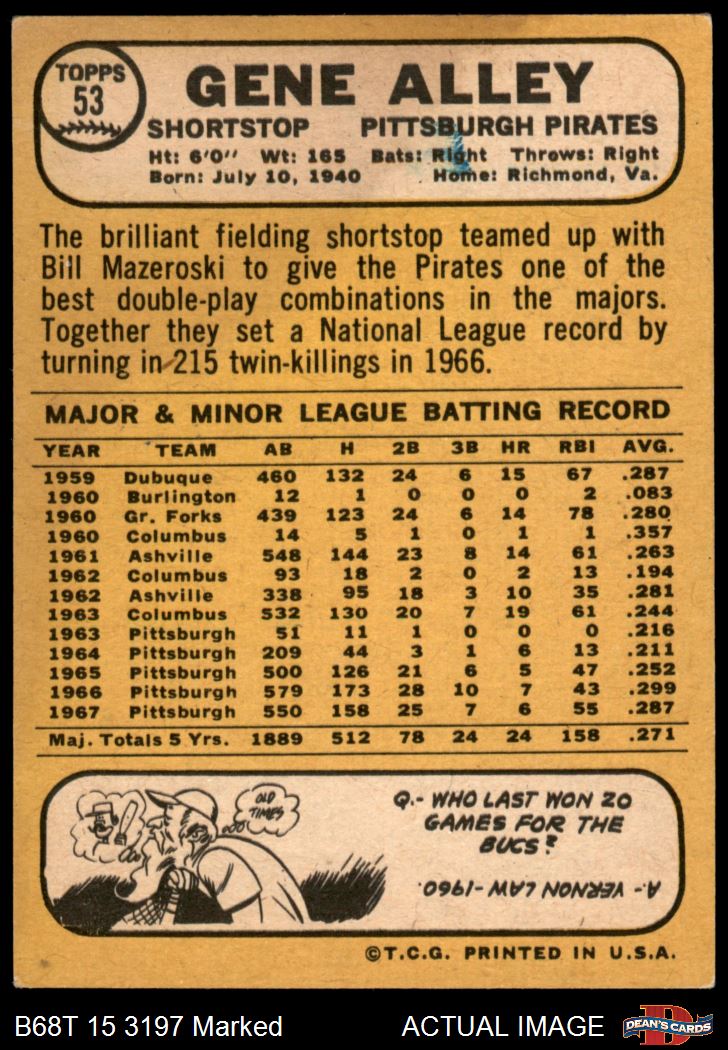 TOPPS
53
GENE ALLEY
SHORTSTOP PITTSBURGH PIRATES
Ht: 6'0" Wt: 165 Bats: Right Throws: Right
Born: July 10, 1940 Home: Richmond, Va.
The brilliant fielding shortstop teamed up with
Bill Mazeroski to give the Pirates one of the
best double-play combinations in the majors.
Together they set a National League record by
turning in 215 twin-killings in 1966.
MAJOR & MINOR LEAGUE BATTING RECORD
YEAR TEAM AB H 2B 3B HR RBI AVG.
1959 Dubuque 460 132 24 6 15 67 .287
1960 Burlington 12 1 0 0 0 2 .083
1960 Gr. Forks 439 123 24 6 14 78 .280
1960 Columbus 14 5 1 0 1 1 .357
1961 Ashville 548 144 23 8 14 61 .263
1962 Columbus 93 18 2 0 2 13 .194
1962 Ashville 338 95 18 3 10 35 .281
1963 Columbus 532 130 20 7 19 61 .244
1963 Pittsburgh 51 11 1 0 0 0 .216
1964 Pittsburgh 209 44 3 1 6 13 .211
1965 Pittsburgh 500 126 21 6 5 47 .252
1966 Pittsburgh 579 173 28 10 7 43 .299
1967 Pittsburgh 550 158 25 7 6 55 .287
Maj. Totals 5 Yrs. 1889 512 78 24 24 158 .271
OLD
TIMES
Q.- WHO LAST WON 20
GAMES FOR THE
BUCS?
A.- VERNON LAW-1960.
©T.C.G. PRINTED IN U.S.A.
B68T 15 3197 Marked ACTUAL IMAGE
D
DEAN'S CARDS